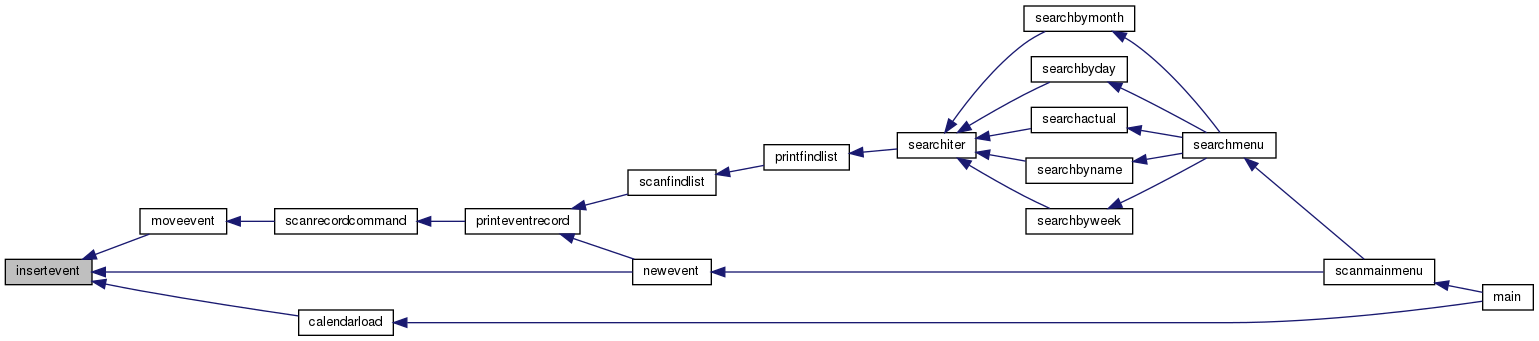 searchbymonth
searchbyday
searchactual
searchiter
searchmenu
printfindlist
searchbyname
scanfindlist
moveevent
scanrecordcommand
printeventrecord
searchbyweek
insertevent
newevent
scanmainmenu
main
calendarload